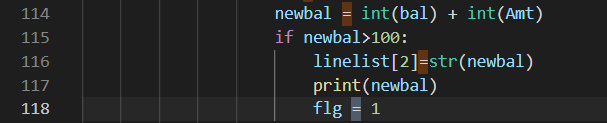 114 newbal = int(bal) + int(Amt)
115 if newbal>100:
116 linelist[2]=str(newbal)
117 print(newbal)
118 flg = 1